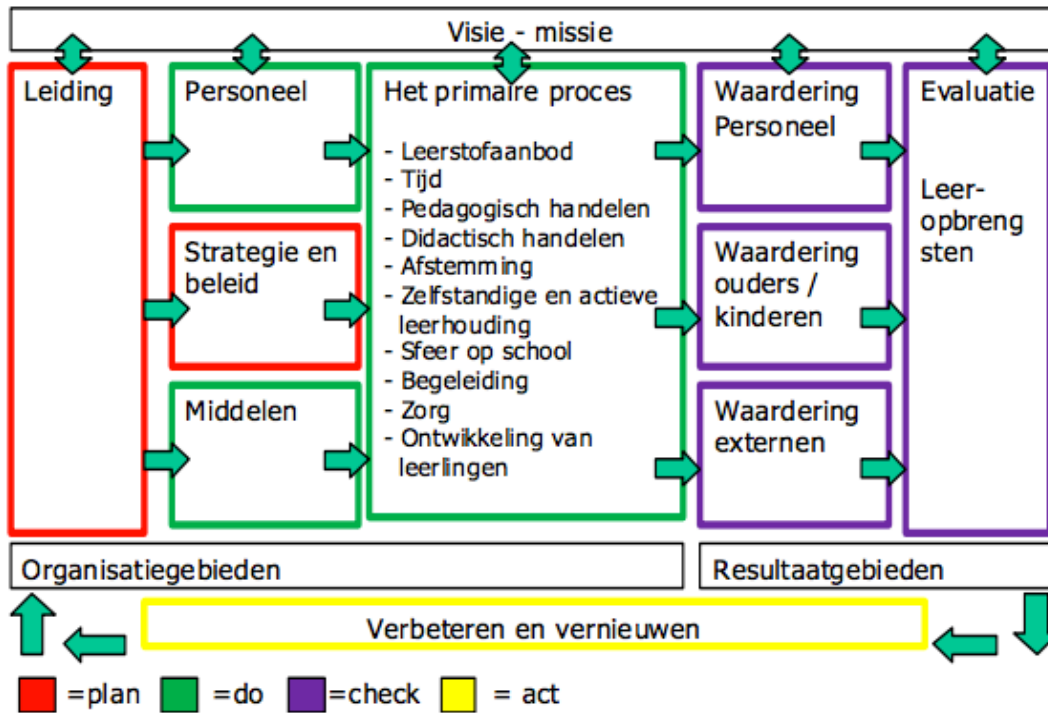 Visie - missie
Leiding
Personeel
Strategie en
beleid
Middelen
Het primaire proces
- Leerstofaanbod
- Tijd
- Pedagogisch handelen
- Didactisch handelen
- Afstemming
- Zelfstandige en actieve
leerhouding
- Sfeer op school
- Begeleiding
- Zorg
- Ontwikkeling van
leerlingen
Waardering
Personeel
Waardering
ouders /
kinderen
Waardering
externen
Evaluatie
Leer-
opbreng
sten
Organisatiegebieden
Resultaatgebieden
Verbeteren en vernieuwen
=plan =do =check = act